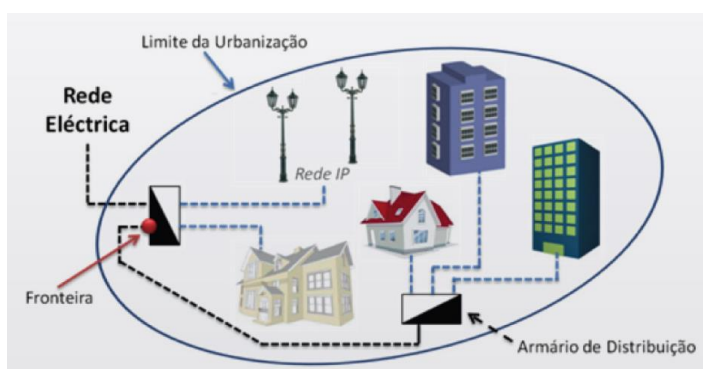 Limite da Urbanização
Rede
Eléctrica
Rede IP
Fronteira
Armário de Distribuição